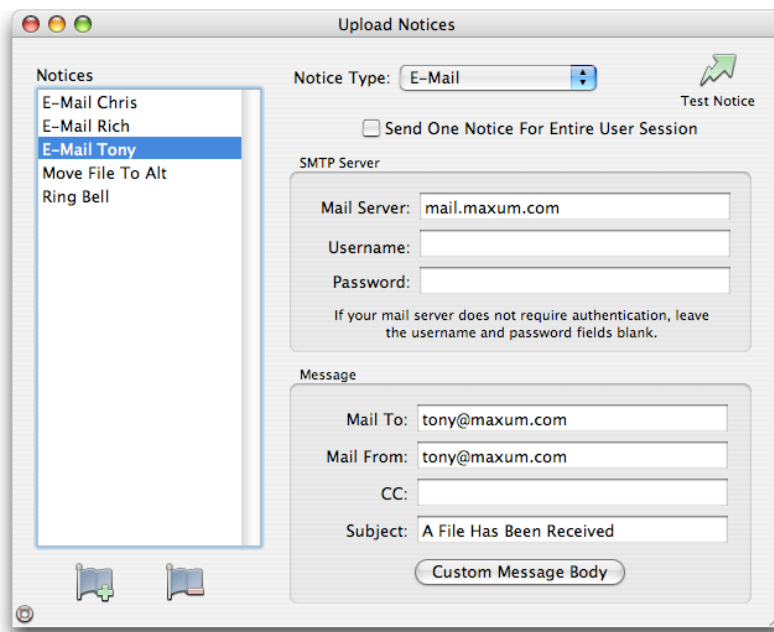 Upload Notices
Notices
E-Mail Chris
E-Mail Rich
E-Mail Tony
Move File To Alt
Ring Bell
Notice Type: E-Mail
Test Notice
Send One Notice For Entire User Session
SMTP Server
Mail Server: mail.maxum.com
Username:
Password:
If your mail server does not require authentication, leave
the username and password fields blank.
Message
Mail To: tony@maxum.com
Mail From: tony@maxum.com
CC:
Subject: A File Has Been Received
Custom Message Body